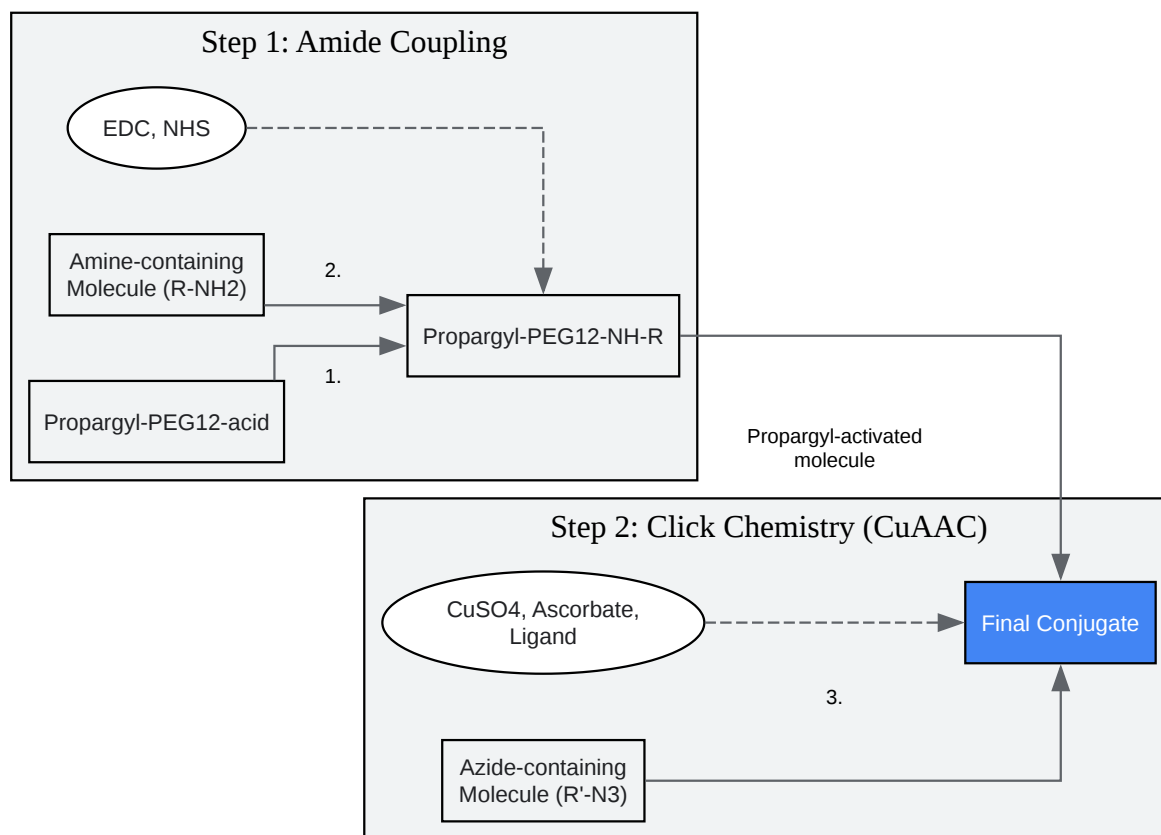 Step 1: Amide Coupling
EDC, NHS
Amine-containing
Molecule (R-NH2)
2.
Propargyl-PEG12-NH-R
1.
Propargyl-PEG12-acid
Propargyl-activated
molecule
Step 2: Click Chemistry (CuAAC)
CuSO4, Ascorbate,
Ligand
Final Conjugate
3.
Azide-containing
Molecule (R'-N3)